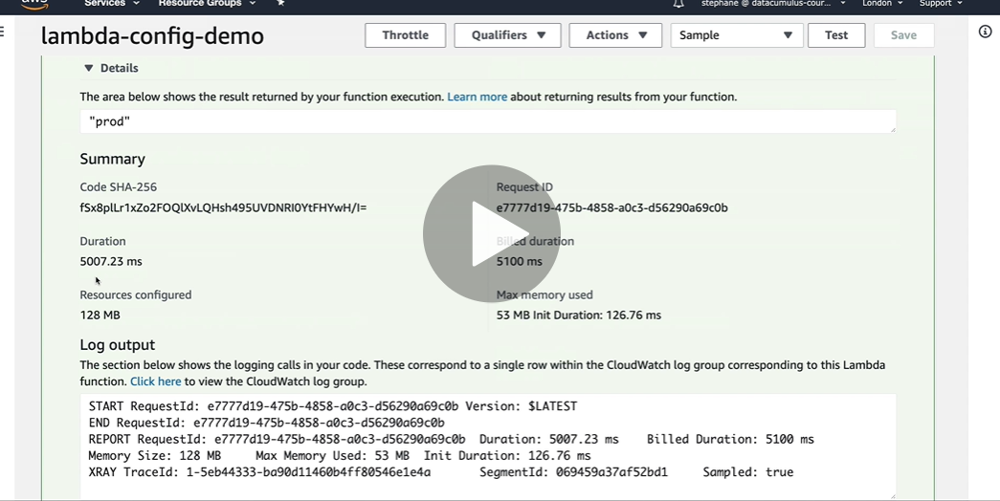 aws Services Resource Groups stephane @ datacumulus-cour... London Support
lambda-config-demo Throttle Qualifiers Actions Sample Test Save
Details
The area below shows the result returned by your function execution. Learn more about returning results from your function.
"prod"
Summary
Code SHA-256 Request ID
fSx8plLr1xZo2FOQlXvLQHsh495UVDNRI0YtFHYwH/I= e7777d19-475b-4858-a0c3-d56290a69c0b
Duration Billed duration
5007.23 ms 5100 ms
Resources configured Max memory used
128 MB 53 MB Init Duration: 126.76 ms
Log output
The section below shows the logging calls in your code. These correspond to a single row within the CloudWatch log group corresponding to this Lambda
function. Click here to view the CloudWatch log group.
START RequestId: e7777d19-475b-4858-a0c3-d56290a69c0b Version: $LATEST
END RequestId: e7777d19-475b-4858-a0c3-d56290a69c0b
REPORT RequestId: e7777d19-475b-4858-a0c3-d56290a69c0b Duration: 5007.23 ms Billed Duration: 5100 ms
Memory Size: 128 MB Max Memory Used: 53 MB Init Duration: 126.76 ms
XRAY TraceId: 1-5eb44333-ba90d11460b4ff80546e1e4a SegmentId: 069459a37af52bd1 Sampled: true